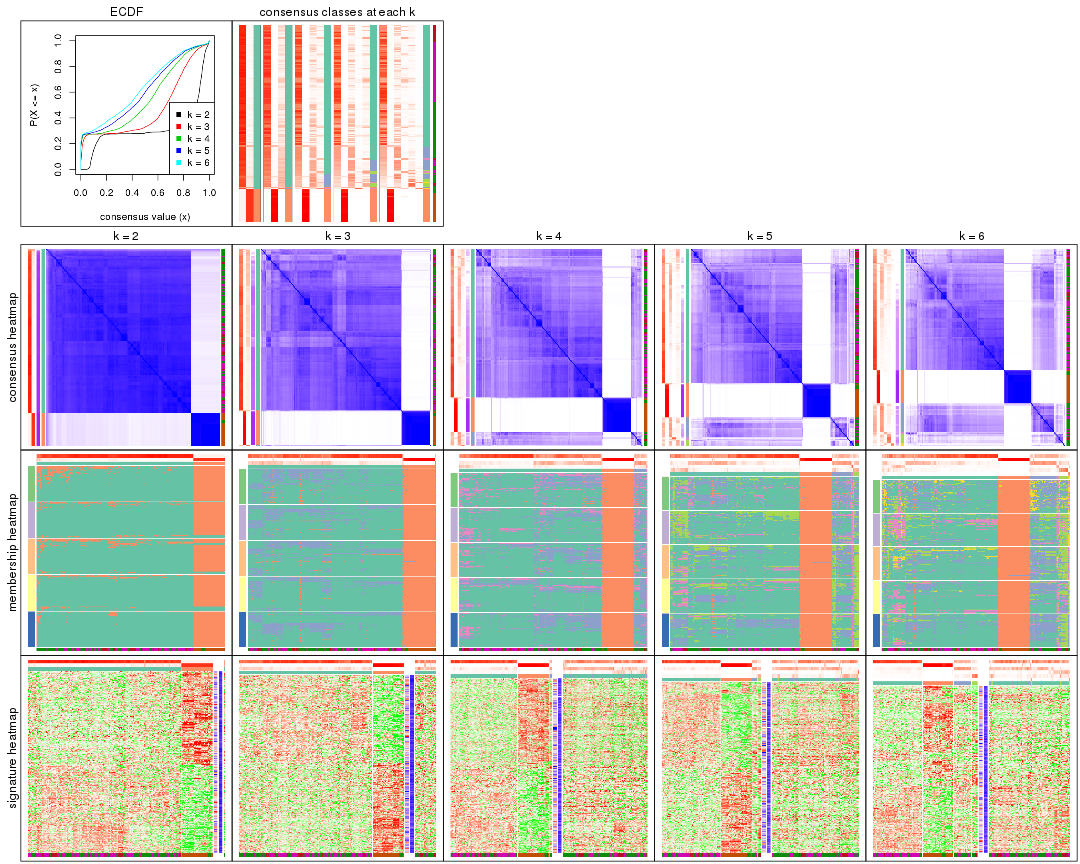 ECDF
consensus classes at each k
P(X <= x)
0.0 0.2 0.4 0.6 0.8 1.0
k = 2
k = 3
k = 4
k = 5
k = 6
0.0 0.2 0.4 0.6 0.8 1.0
consensus value (x)
k = 2
k = 3
k = 4
k = 5
k = 6
consensus heatmap
membership heatmap
signature heatmap